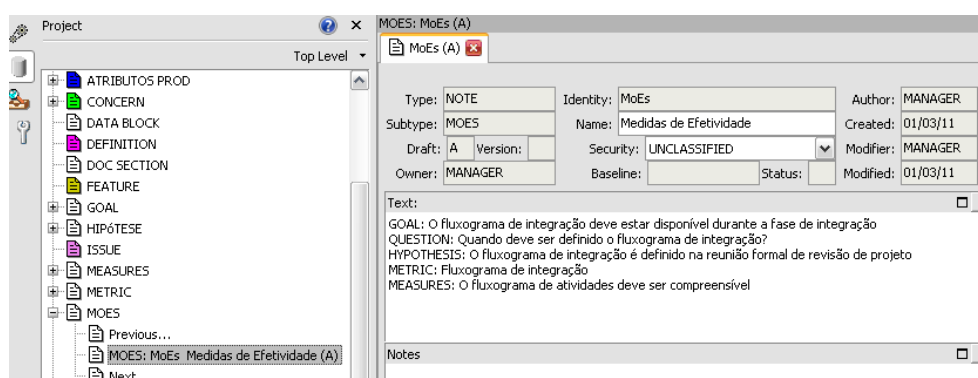 Project
Top Level
ATRIBUTOS PROD
CONCERN
DATA BLOCK
DEFINITION
DOC SECTION
FEATURE
GOAL
HIPóTESE
ISSUE
MEASURES
METRIC
MOES
Previous...
MOES: MoEs Medidas de Efetividade (A)
Next
MOES: MoEs (A)
MoEs (A)
Type: NOTE Identity: MoEs Author: MANAGER
Subtype: MOES Name: Medidas de Efetividade Created: 01/03/11
Draft: A Version: Security: UNCLASSIFIED Modifier: MANAGER
Owner: MANAGER Baseline: Status: Modified: 01/03/11
Text:
GOAL: O fluxograma de integração deve estar disponível durante a fase de integração
QUESTION: Quando deve ser definido o fluxograma de integração?
HYPOTHESIS: O fluxograma de integração é definido na reunião formal de revisão de projeto
METRIC: Fluxograma de integração
MEASURES: O fluxograma de atividades deve ser compreensível
Notes